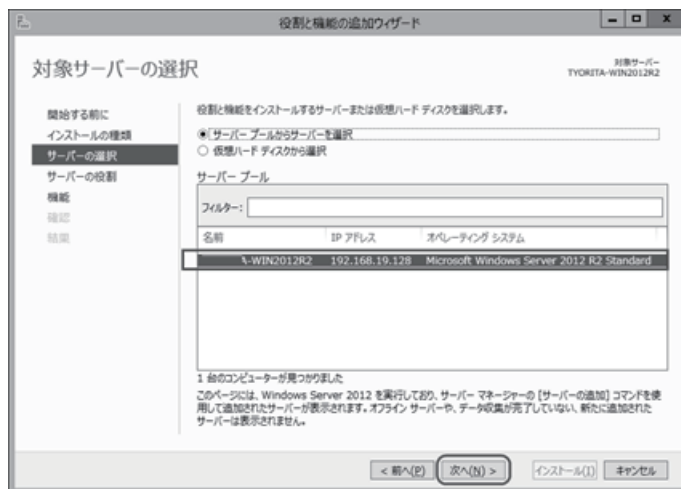 役割と機能の追加ウィザード
対象サーバーの選択
対象サーバー
TYORITA-WIN2012R2
開始する前に
インストールの種類
サーバーの選択
サーバーの役割
機能
確認
結果
役割と機能をインストールするサーバーまたは仮想ハード ディスクを選択します。
サーバー プールからサーバーを選択
仮想ハード ディスクから選択
サーバー プール
フィルター:
名前 IP アドレス オペレーティング システム
-WIN2012R2 192.168.19.128 Microsoft Windows Server 2012 R2 Standard
1 台のコンピューターが見つかりました
このページには、Windows Server 2012 を実行しており、サーバー マネージャーの [サーバーの追加] コマンドを使
用して追加されたサーバーが表示されます。オフライン サーバーや、データ収集が完了していない、新たに追加された
サーバーは表示されません。
< 前へ(P) 次へ(N) > インストール(I) キャンセル